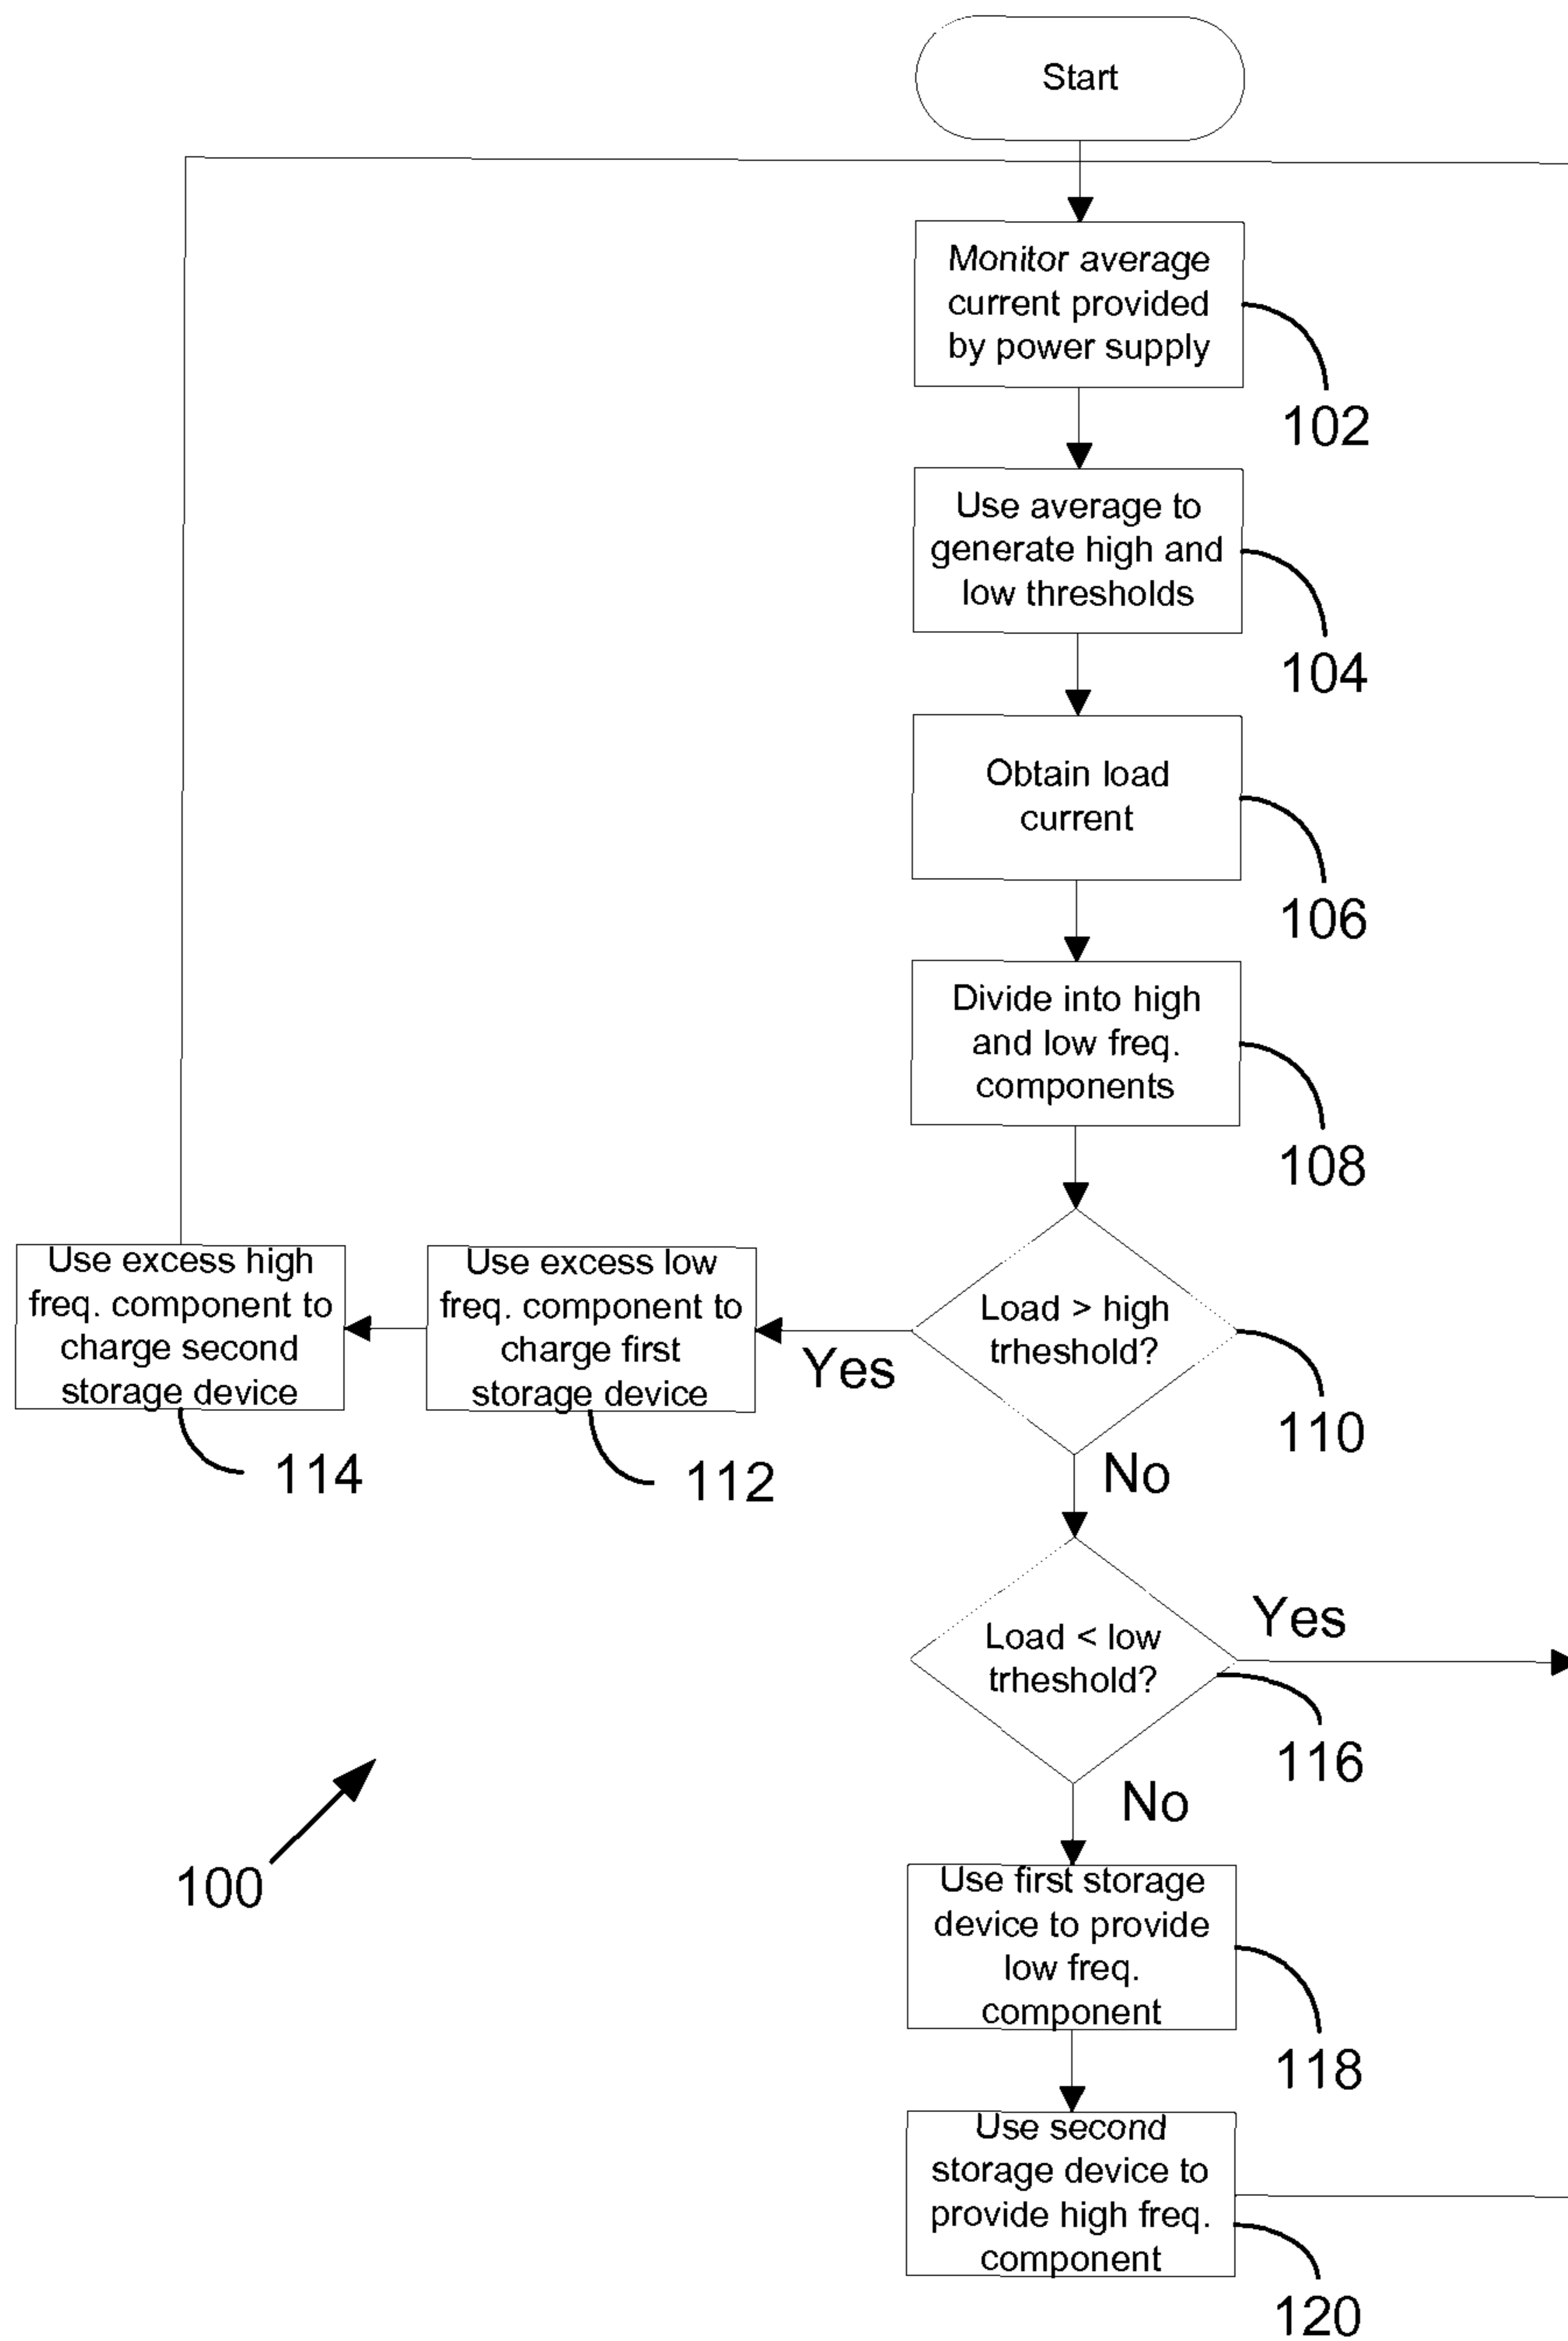 Start
Monitor average
current provided
by power supply
102
Use average to
generate high and
low thresholds
104
Obtain load
current
106
Divide into high
and low freq.
components
108
Load > high
trheshold?
110
Yes
Use excess low
freq. component to
charge first
storage device
112
Use excess high
freq. component to
charge second
storage device
114
No
Load < low
trheshold?
116
Yes
No
100
Use first storage
device to provide
low freq.
component
118
Use second
storage device to
provide high freq.
component
120